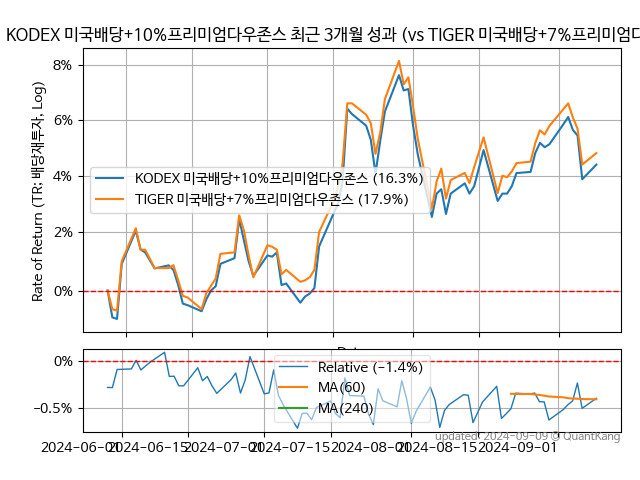 KODEX 미국배당+10%프리미엄다우존스 최근 3개월 성과 (vs TIGER 미국배당+7%프리미엄다
Rate of Return (TR: 배당재투자, Log)
8%
6%
4%
2%
0%
KODEX 미국배당+10%프리미엄다우존스 (16.3%)
TIGER 미국배당+7%프리미엄다우존스 (17.9%)
0%
−0.5%
Relative (−1.4%)
MA(60)
MA(240)
updated: 2024-09-09 © QuantKang
2024-06-01
2024-06-15
2024-07-01
2024-07-15
2024-08-01
2024-08-15
2024-09-01